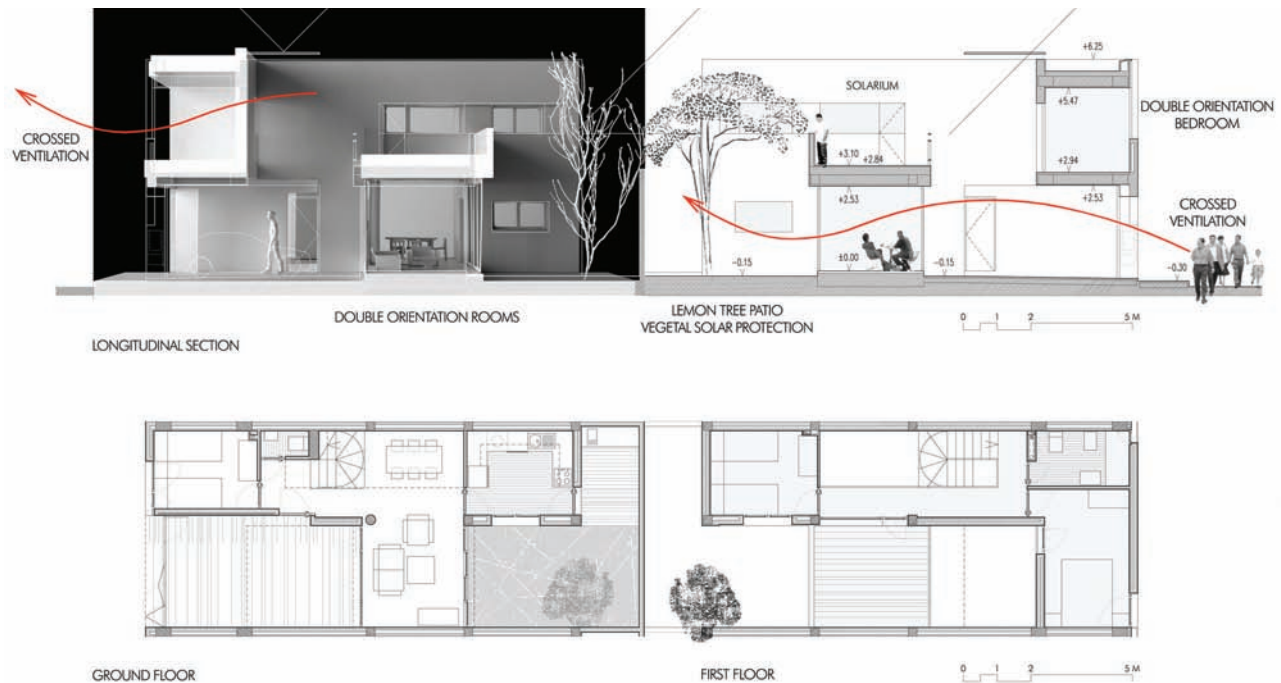 CROSSED
VENTILATION
DOUBLE ORIENTATION ROOMS
LONGITUDINAL SECTION
SOLARIUM
+6.25
+5.47
DOUBLE ORIENTATION
BEDROOM
+3.10
+2.84
+2.94
+2.53
+2.53
CROSSED
VENTILATION
-0.15
±0.00
-0.15
-0.30
LEMON TREE PATIO
VEGETAL SOLAR PROTECTION
0 1 2 5 M
GROUND FLOOR
FIRST FLOOR
0 1 2 5 M